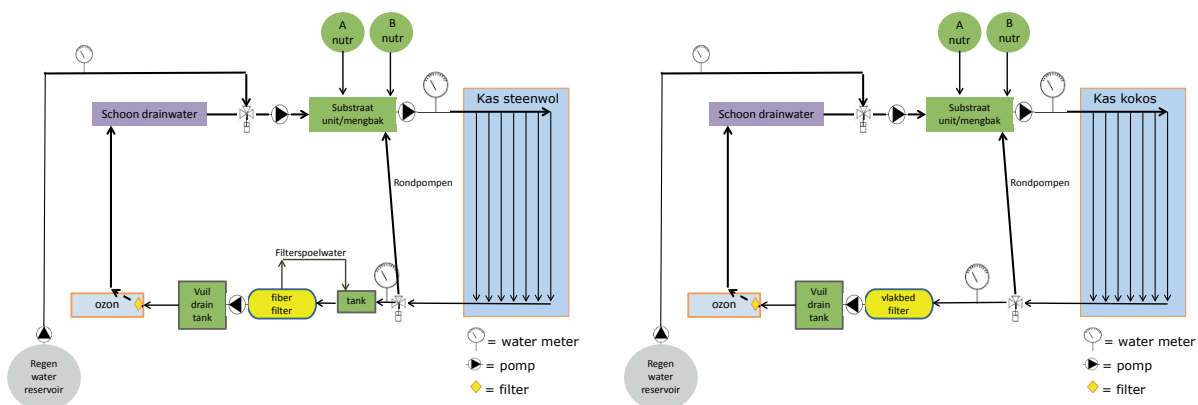 A
nutr
B
nutr
Schoon drainwater
Substraat
unit/mengbak
Kas steenwol
Rondpompen
Filterspoelwater
ozon
Vuil
drain
tank
fiber
filter
tank
Regen
water
reservoir
= water meter
= pomp
= filter
A
nutr
B
nutr
Schoon drainwater
Substraat
unit/mengbak
Kas kokos
Rondpompen
ozon
Vuil
drain
tank
vlakbed
filter
Regen
water
reservoir
= water meter
= pomp
= filter